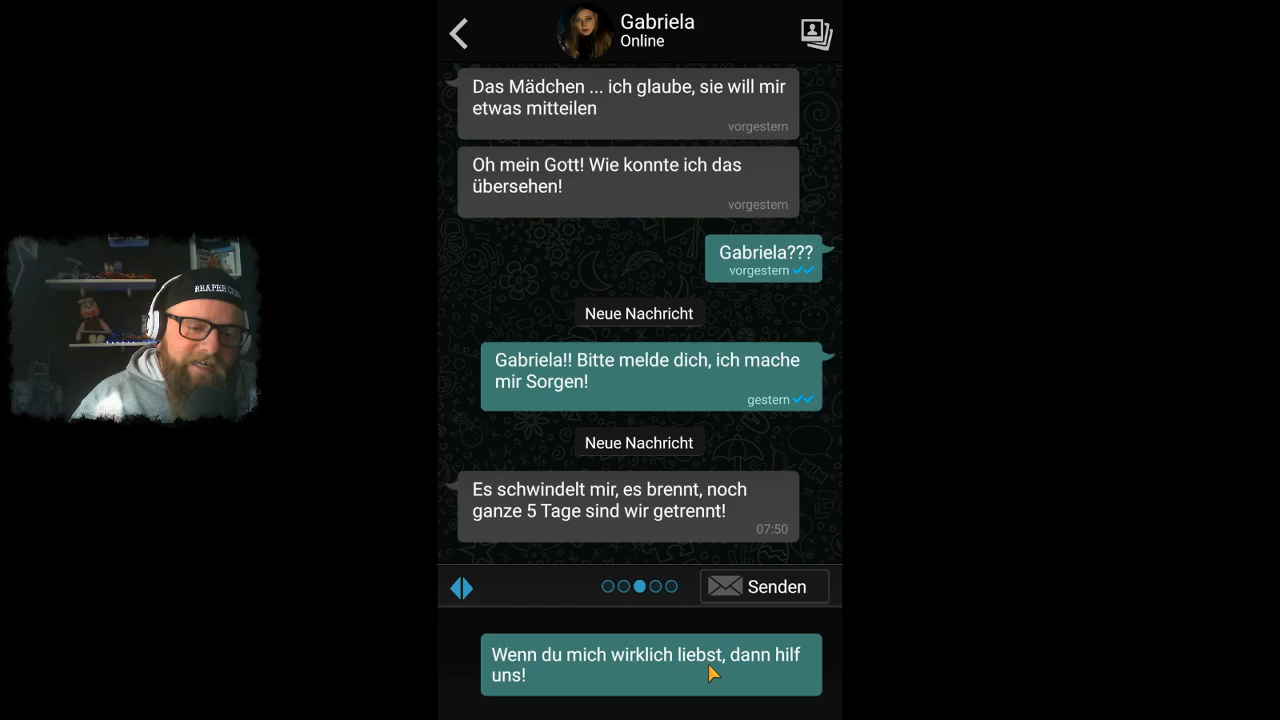 Gabriela
Online
Das Mädchen ... ich glaube, sie will mir
etwas mitteilen
vorgestern
Oh mein Gott! Wie konnte ich das
übersehen!
vorgestern
Gabriela???
vorgestern
Neue Nachricht
Gabriela!! Bitte melde dich, ich mache
mir Sorgen!
gestern
Neue Nachricht
Es schwindelt mir, es brennt, noch
ganze 5 Tage sind wir getrennt!
07:50
Senden
Wenn du mich wirklich liebst, dann hilf
uns!
REAPER